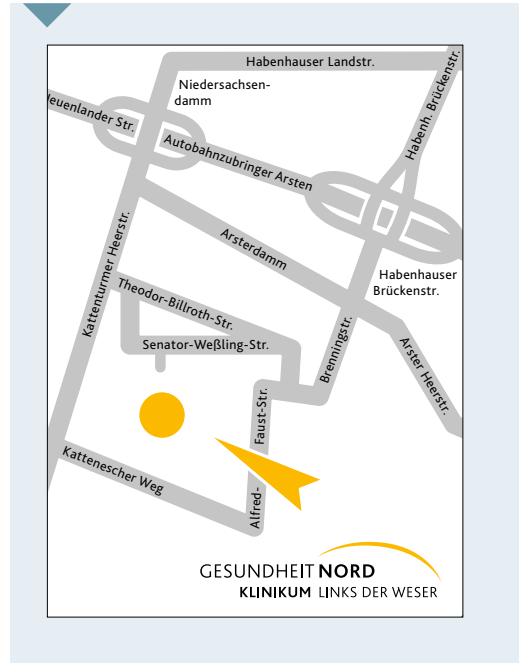 Habenhauser Landstr.
Niedersachsen-
damm
Neuenlander Str.
Autobahnzubringer Arsten
Habenh. Brückenstr.
Kattenturmer Heerstr.
Arsterdamm
Habenhauser
Brückenstr.
Theodor-Billroth-Str.
Senator-Weßling-Str.
Brenningstr.
Arster Heerstr.
Alfred-
Faust-Str.
Kattenescher Weg
GESUNDHEIT NORD
KLINIKUM LINKS DER WESER